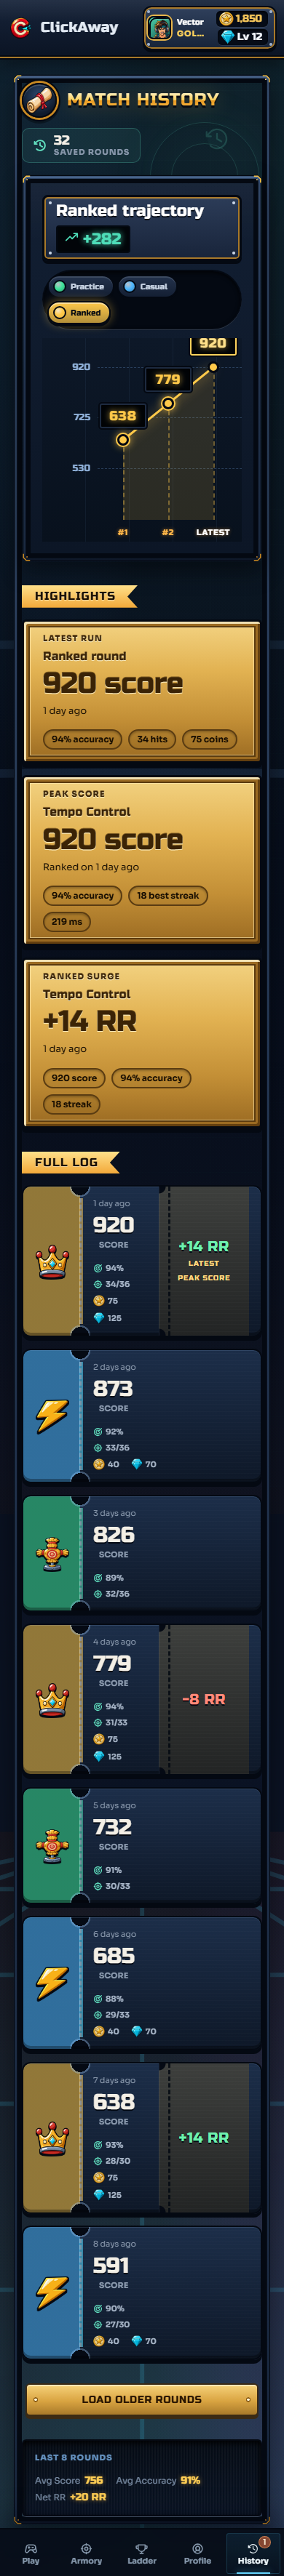 ClickAway
Vector
GOL...
1,850
Lv 12
MATCH HISTORY
32
SAVED ROUNDS
Ranked trajectory
+282
Practice
Casual
Ranked
920
920
779
725
638
530
#1
#2
LATEST
HIGHLIGHTS
LATEST RUN
Ranked round
920 score
1 day ago
94% accuracy
34 hits
75 coins
PEAK SCORE
Tempo Control
920 score
Ranked on 1 day ago
94% accuracy
18 best streak
219 ms
RANKED SURGE
Tempo Control
+14 RR
1 day ago
920 score
94% accuracy
18 streak
FULL LOG
1 day ago
920
SCORE
94%
34/36
75
125
+14 RR
LATEST
PEAK SCORE
2 days ago
873
SCORE
92%
33/36
40 70
3 days ago
826
SCORE
89%
32/36
4 days ago
779
SCORE
94%
31/33
75
125
-8 RR
5 days ago
732
SCORE
91%
30/33
6 days ago
685
SCORE
88%
29/33
40 70
7 days ago
638
SCORE
93%
28/30
75
125
+14 RR
8 days ago
591
SCORE
90%
27/30
40 70
LOAD OLDER ROUNDS
LAST 8 ROUNDS
Avg Score 756 Avg Accuracy 91%
Net RR +20 RR
1
Play Armory Ladder Profile History